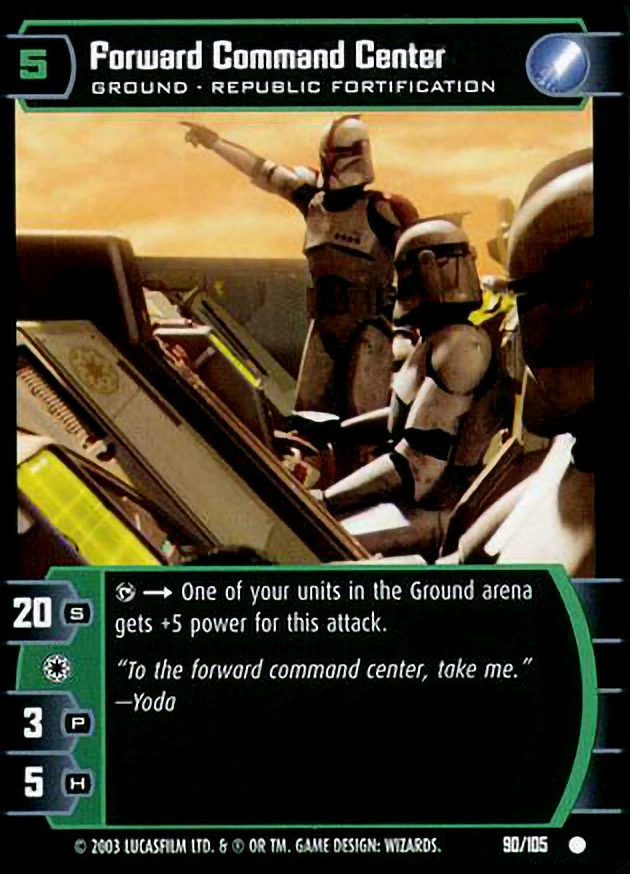 5
Forward Command Center
GROUND · REPUBLIC FORTIFICATION
20 S
3 P
5 H
→ One of your units in the Ground arena
gets +5 power for this attack.
“To the forward command center, take me.”
—Yoda
© 2003 LUCASFILM LTD. & ® OR TM. GAME DESIGN: WIZARDS.
90/105